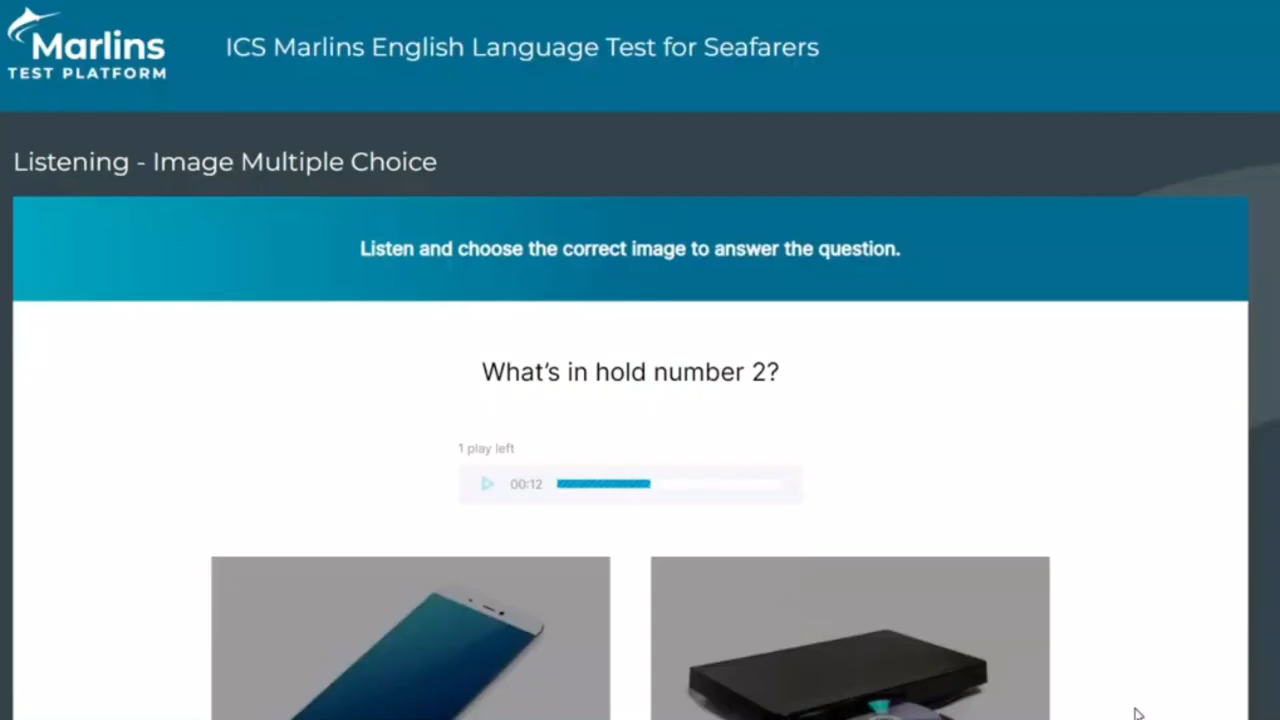 Marlins
TEST PLATFORM
ICS Marlins English Language Test for Seafarers
Listening - Image Multiple Choice
Listen and choose the correct image to answer the question.
What's in hold number 2?
1 play left
00:12